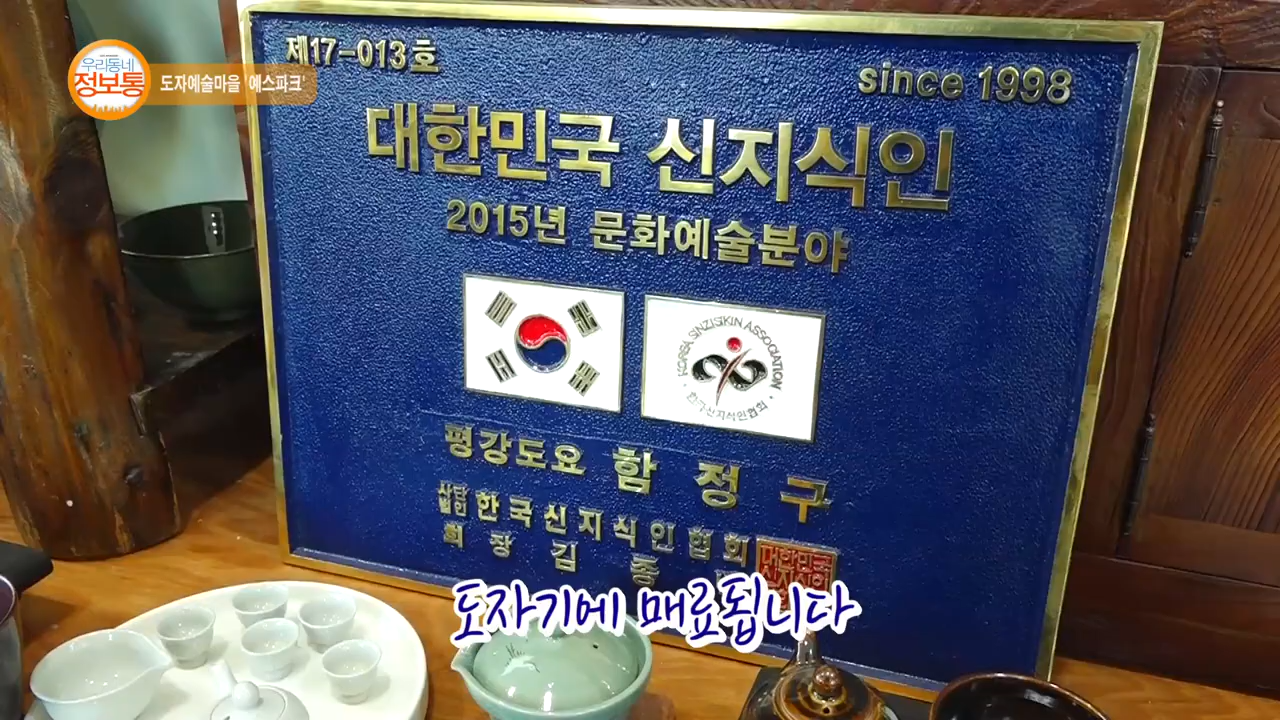 우리동네
정보통
도자예술마을 '예스파크'
제17-013호
since 1998
대한민국 신지식인
2015년 문화예술분야
KOREA SINZISIKIN ASSOCIATION
한국신지식인협회
평강도요 함 정 구
사단법인 한국신지식인협회
회 장 김 종
대한민국
신지식인
도자기에 매료됩니다